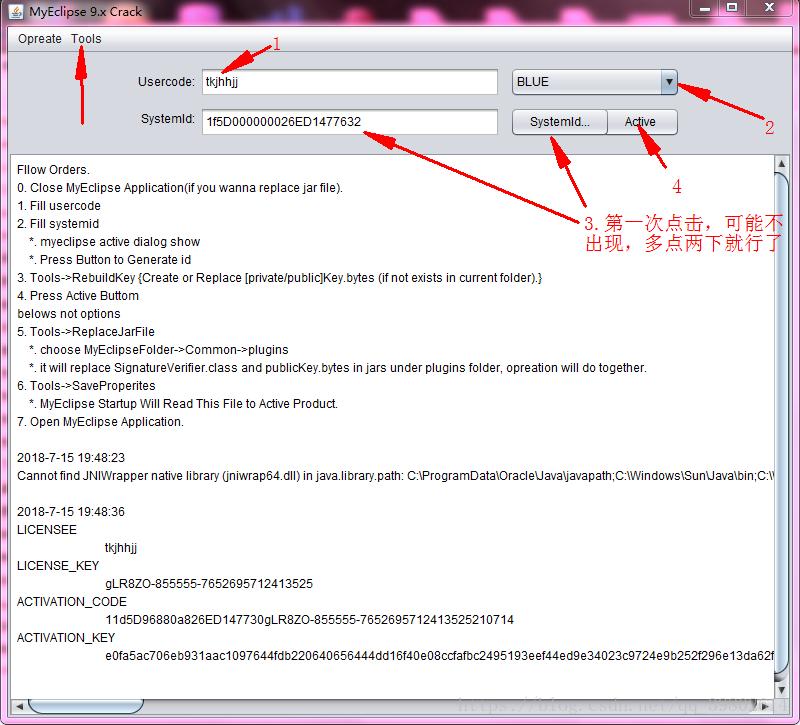 MyEclipse 9.x Crack
Opreate Tools
1
Usercode: tkjhhjj BLUE
2
SystemId: 1f5D000000026ED1477632 SystemId... Active
4
3.第一次点击，可能不
出现，多点两下就行了
Fllow Orders.
0. Close MyEclipse Application(if you wanna replace jar file).
1. Fill usercode
2. Fill systemid
*. myeclipse active dialog show
*. Press Button to Generate id
3. Tools->RebuildKey {Create or Replace [private/public]Key.bytes (if not exists in current folder).}
4. Press Active Buttom
belows not options
5. Tools->ReplaceJarFile
*. choose MyEclipseFolder->Common->plugins
*. it will replace SignatureVerifier.class and publicKey.bytes in jars under plugins folder, opreation will do together.
6. Tools->SaveProperites
*. MyEclipse Startup Will Read This File to Active Product.
7. Open MyEclipse Application.
2018-7-15 19:48:23
Cannot find JNIWrapper native library (jniwrap64.dll) in java.library.path: C:\ProgramData\Oracle\Java\javapath;C:\Windows\Sun\Java\bin;C:\
2018-7-15 19:48:36
LICENSEE
tkjhhjj
LICENSE_KEY
gLR8ZO-855555-7652695712413525
ACTIVATION_CODE
11d5D96880a826ED147730gLR8ZO-855555-7652695712413525210714
ACTIVATION_KEY
e0fa5ac706eb931aac1097644fdb220640656444dd16f40e08ccfafbc2495193eef44ed9e34023c9724e9b252f296e13da62f